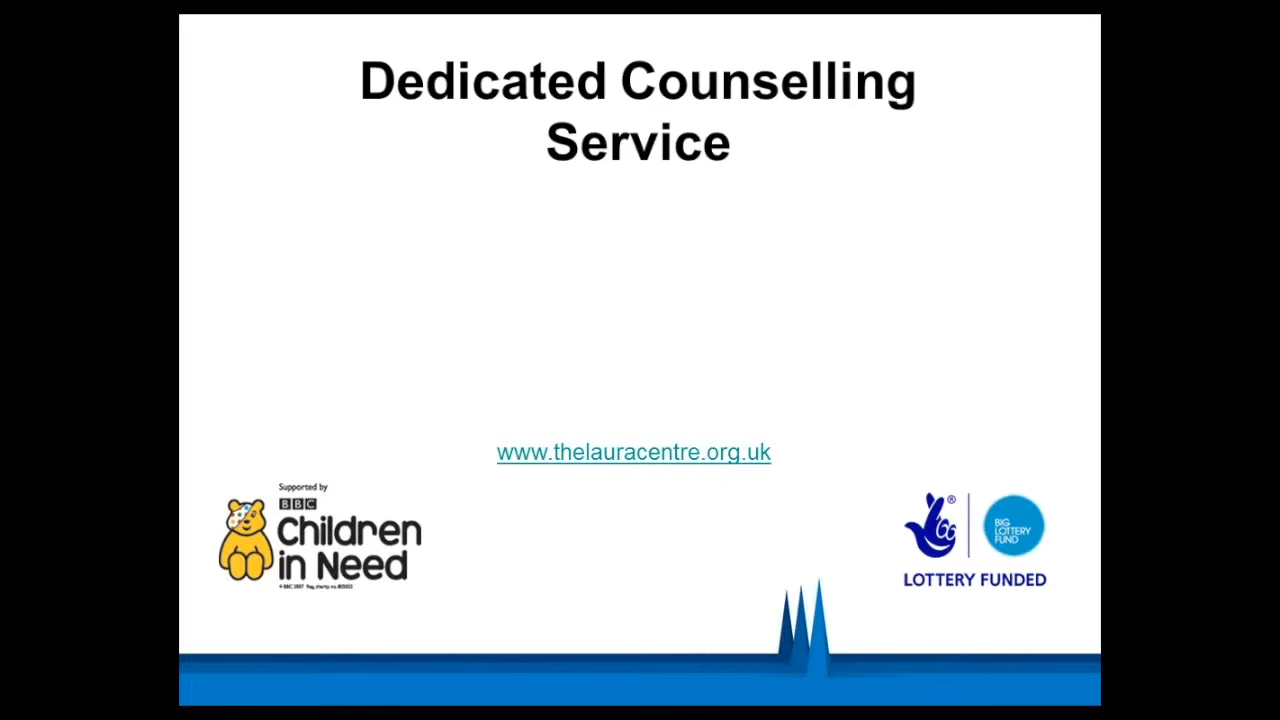 Dedicated Counselling
Service
www.thelauracentre.org.uk
Supported by
BBC
Children
in Need
BIG
LOTTERY
FUND
LOTTERY FUNDED